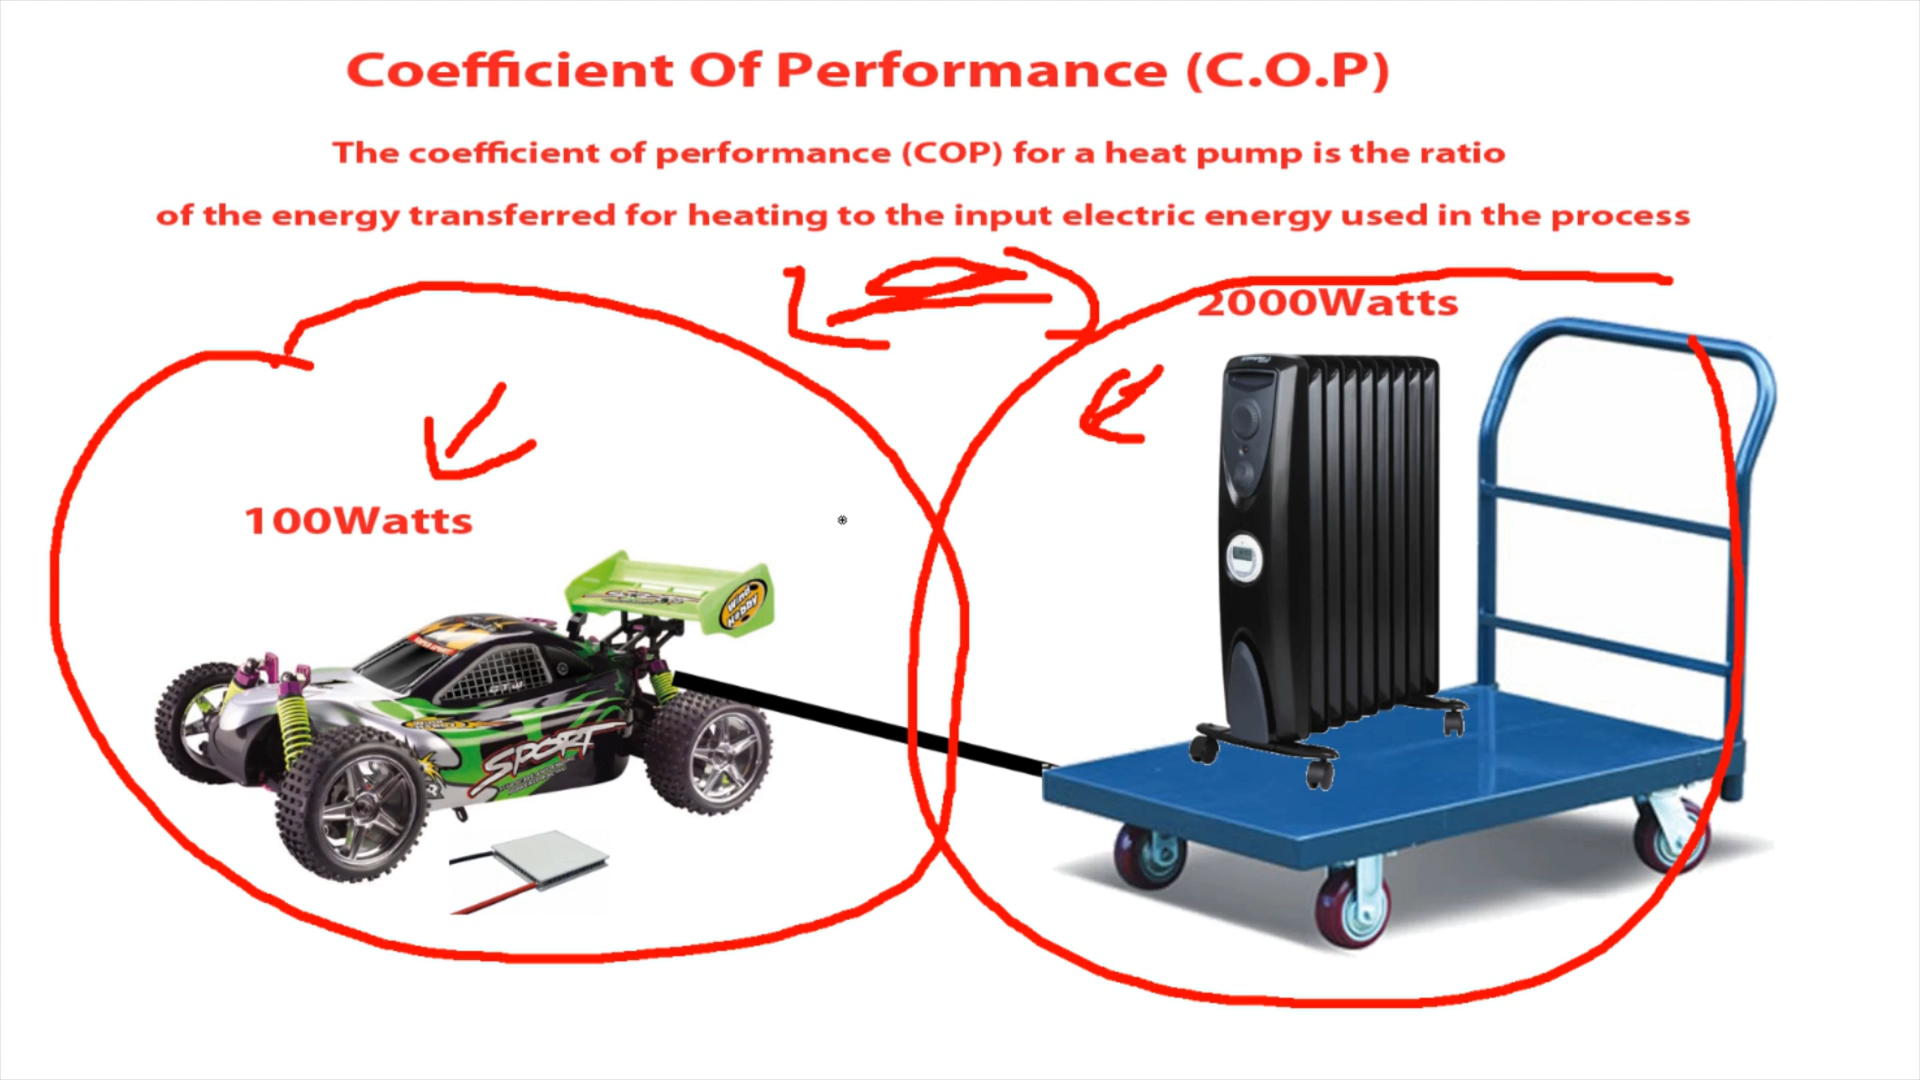 Coefficient Of Performance (C.O.P)
The coefficient of performance (COP) for a heat pump is the ratio
of the energy transferred for heating to the input electric energy used in the process
2000Watts
100Watts
SPORT